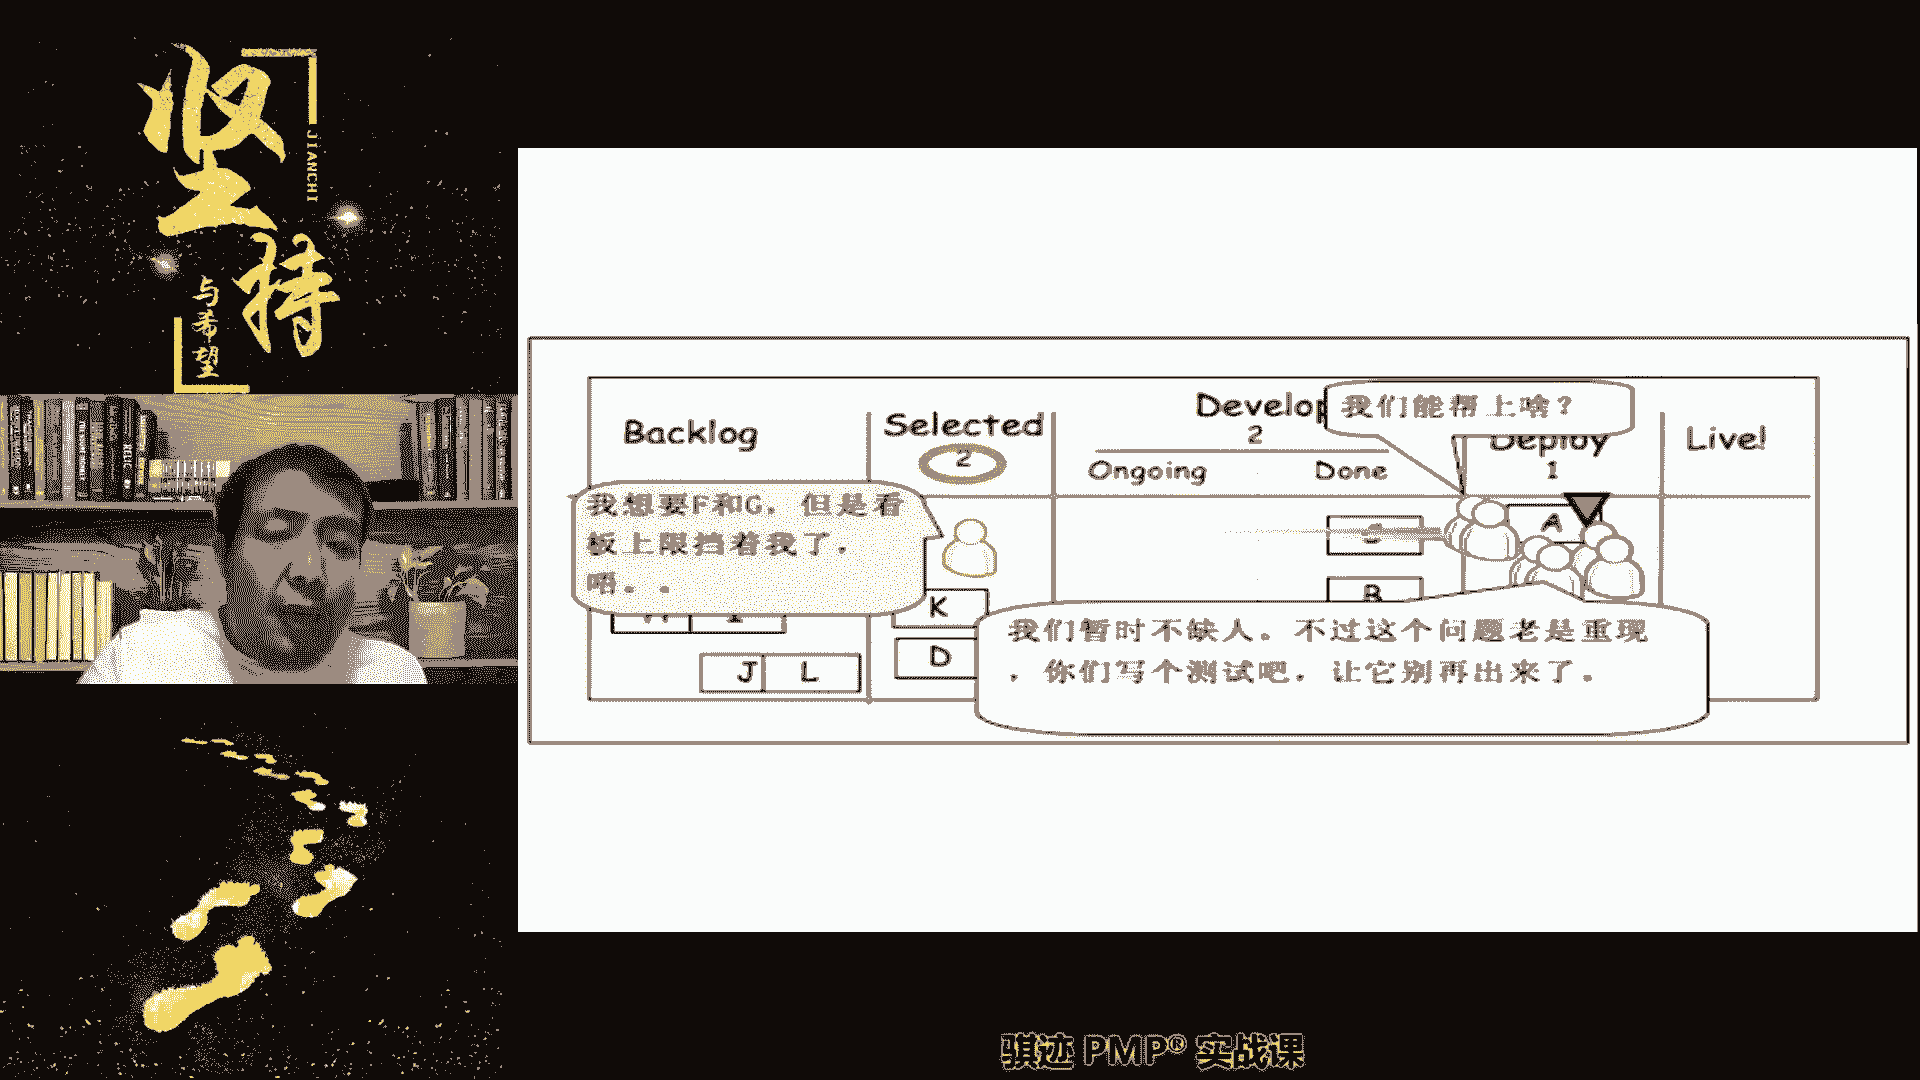 坚持
JIANCHI
与希望
Backlog
Selected
2
Develop
2
Ongoing
Done
我们能帮上啥?
Deploy
1
Live!
我想要F和G,但是看
板上限挡着我了。
唔。。
A
B
K
D
J
L
我们暂时不缺人。不过这个问题老是重现
,你们写个测试吧,让它别再出来了。
骐迹 PMP® 实战课